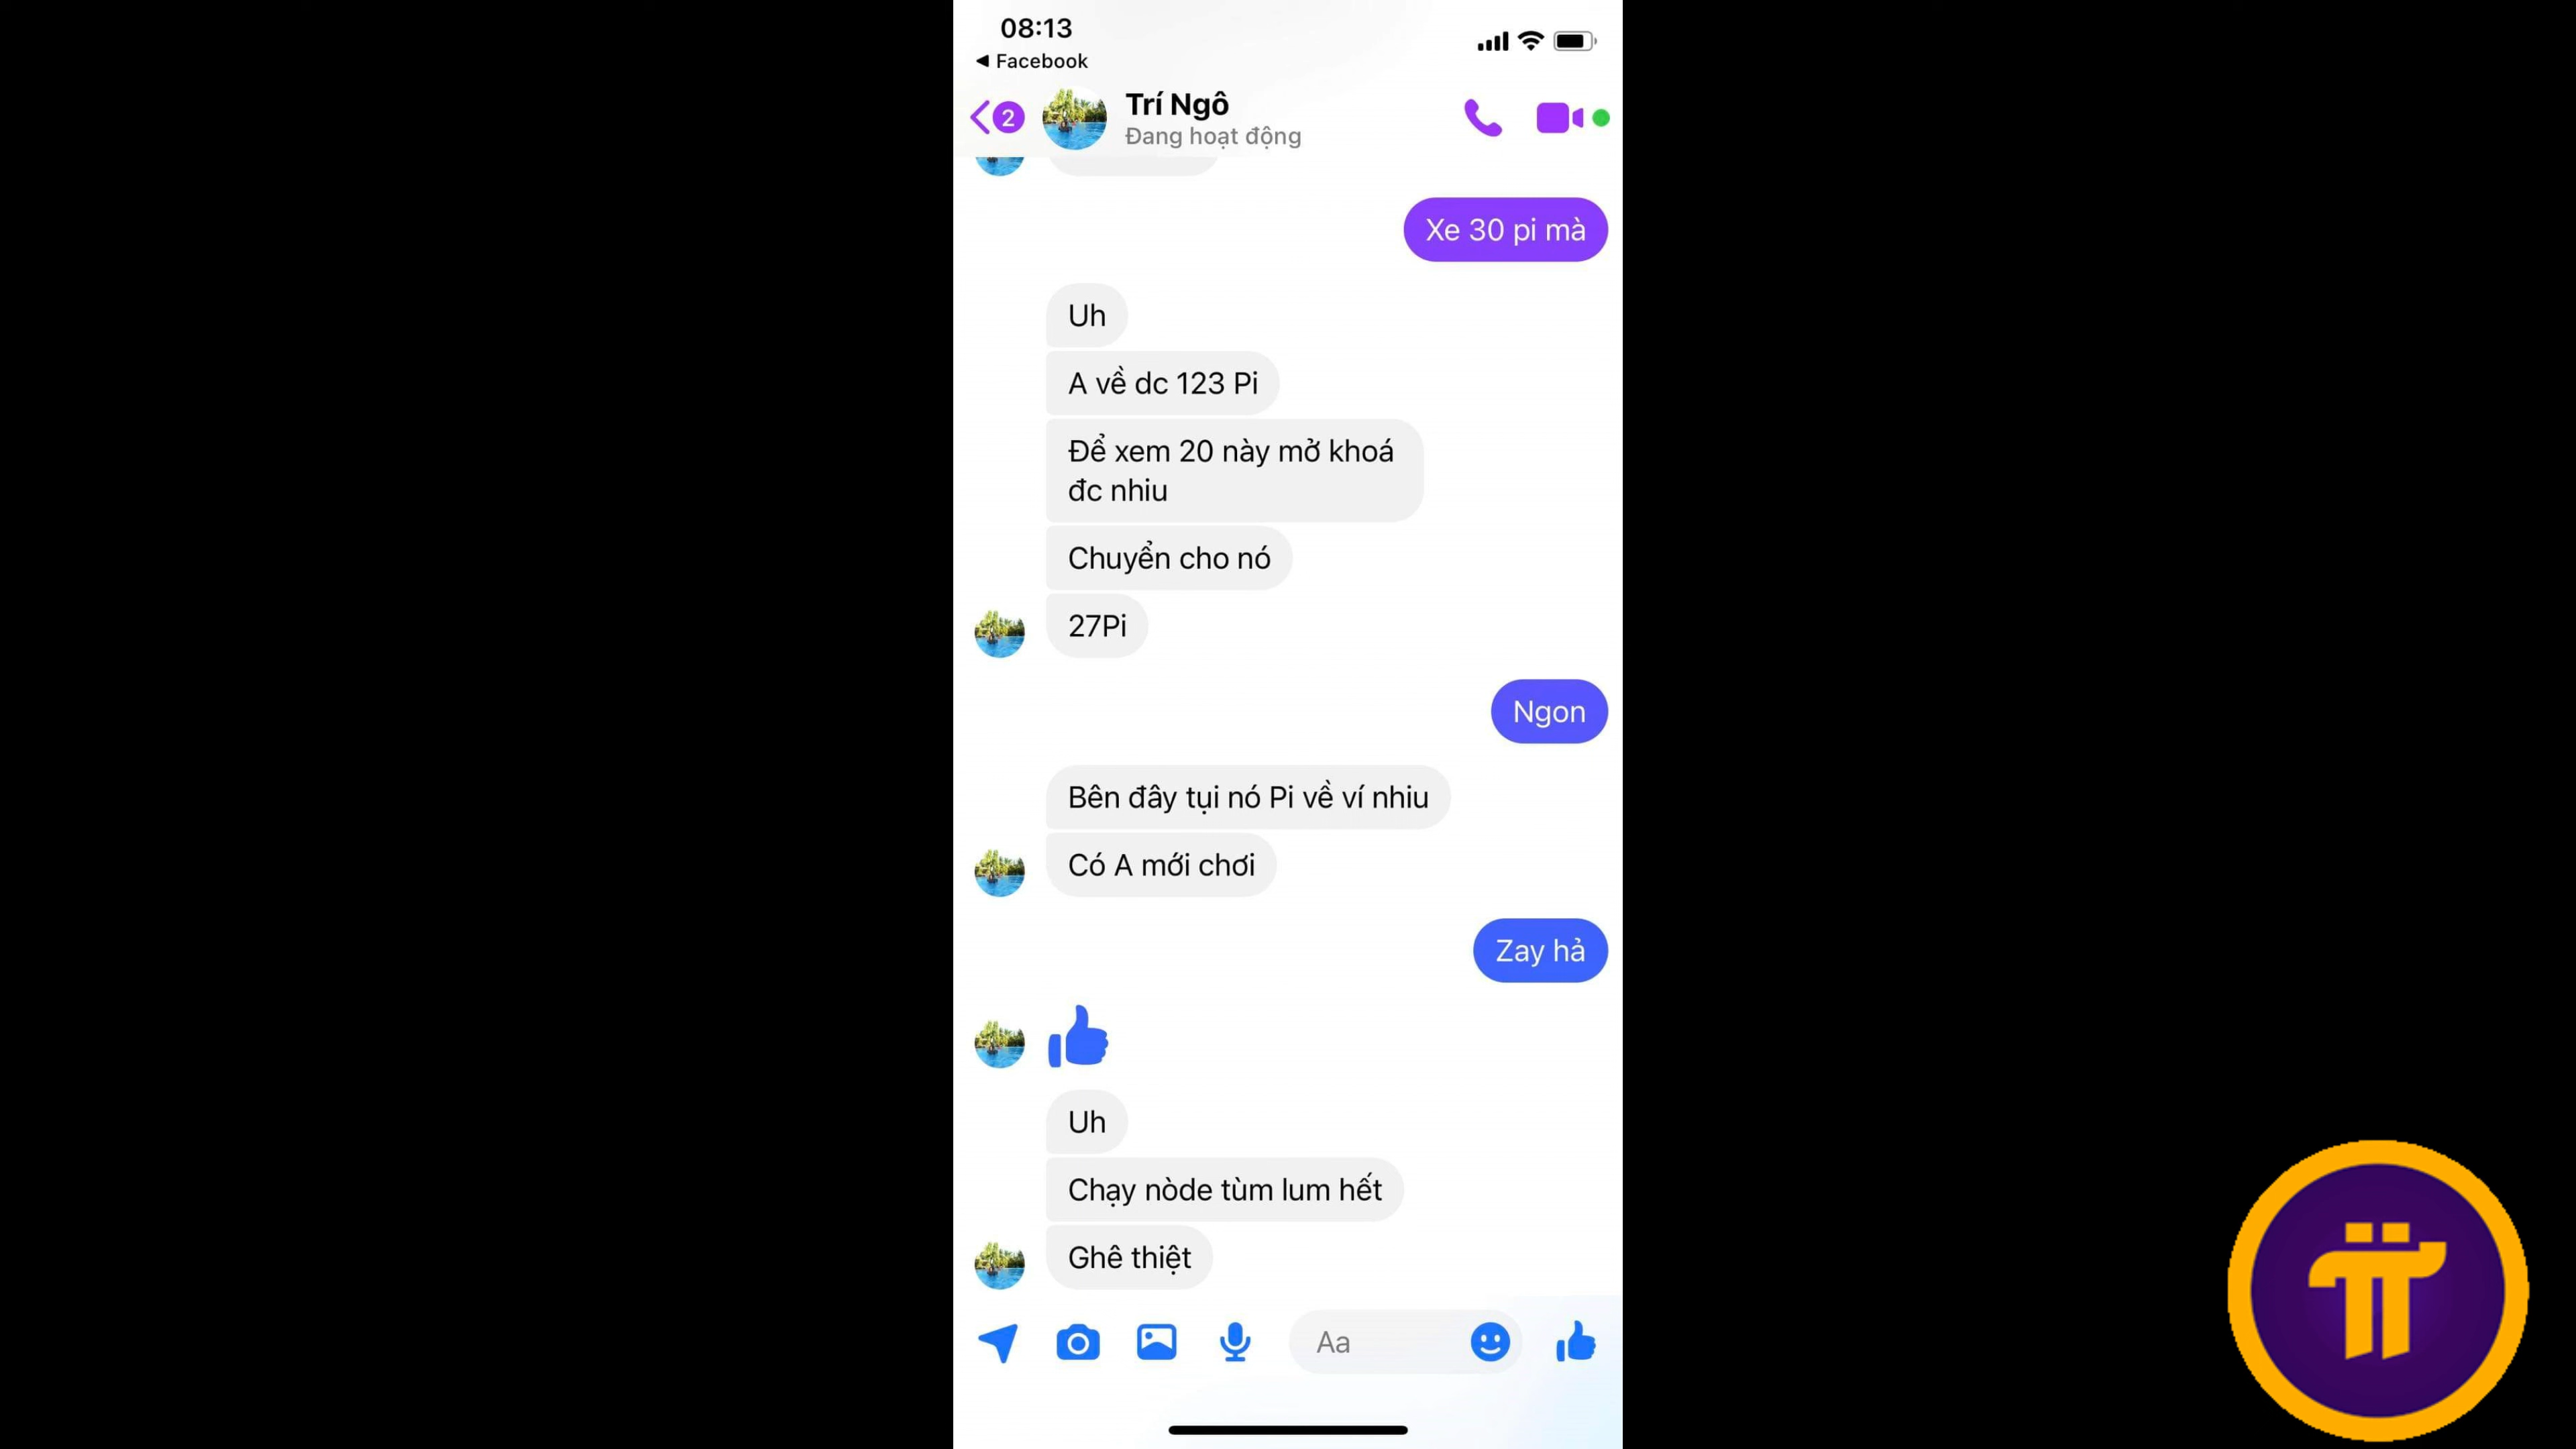 08:13
Facebook
2
Trí Ngô
Đang hoạt động
Xe 30 pi mà
Uh
A về dc 123 Pi
Để xem 20 này mở khoá
đc nhiu
Chuyển cho nó
27Pi
Ngon
Bên đây tụi nó Pi về ví nhiu
Có A mới chơi
Zay hả
Uh
Chạy nòde tùm lum hết
Ghê thiệt
Aa